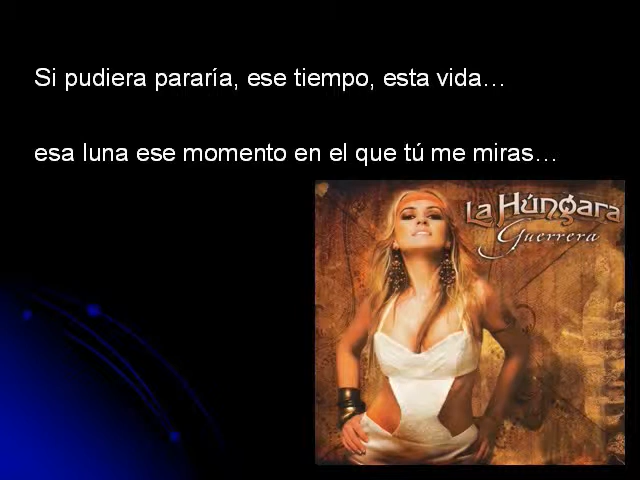 Si pudiera pararía, ese tiempo, esta vida…
esa luna ese momento en el que tú me miras…
La Húngara
Guerrera